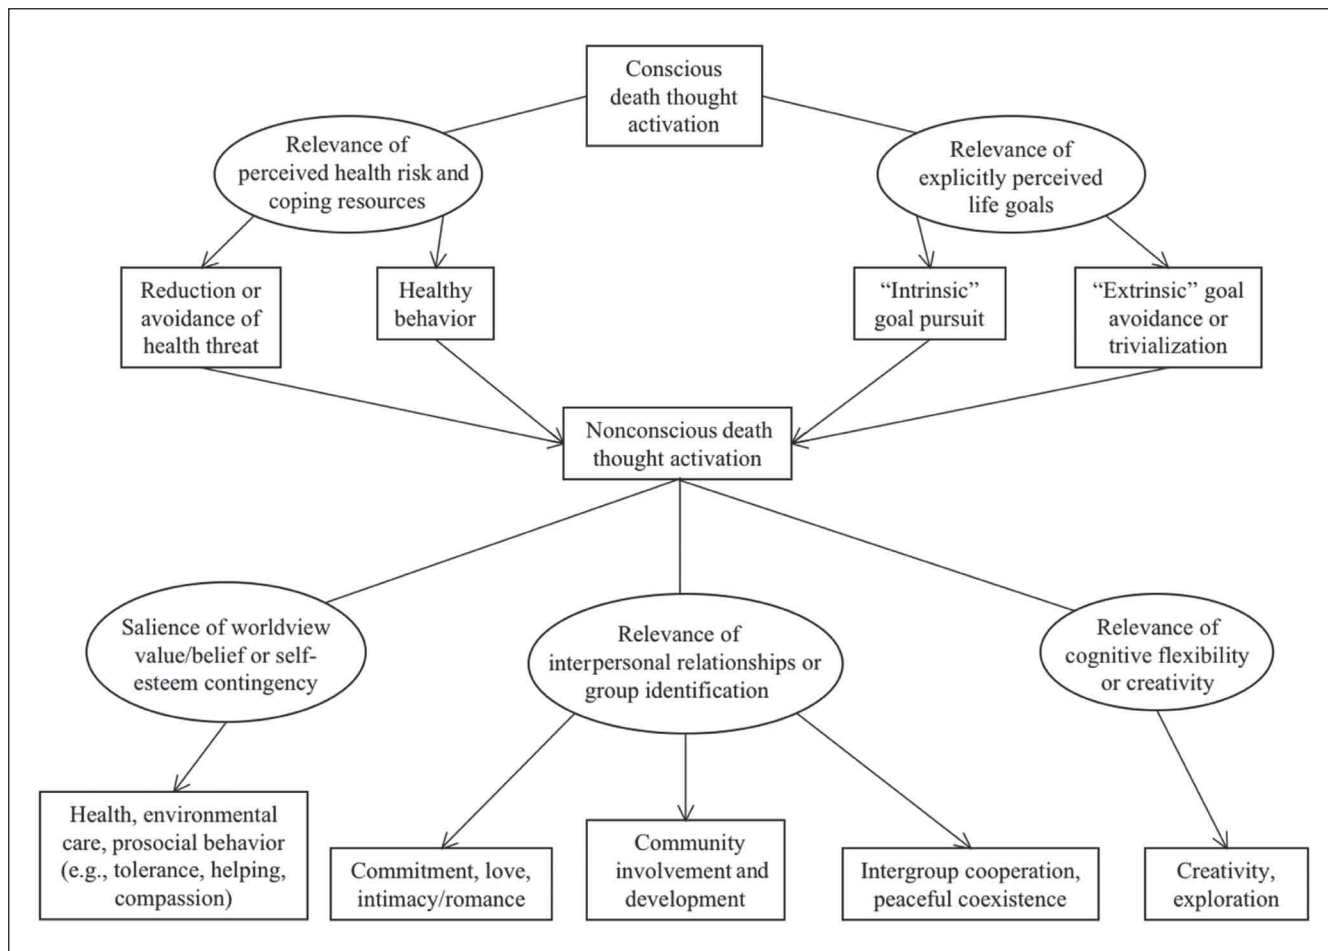 Conscious
death thought
activation
Relevance of
perceived health risk and
coping resources
Relevance of
explicitly perceived
life goals
Reduction or
avoidance of
health threat
Healthy
behavior
“Intrinsic”
goal pursuit
“Extrinsic” goal
avoidance or
trivialization
Nonconscious death
thought activation
Salience of worldview
value/belief or self-
esteem contingency
Relevance of
interpersonal relationships or
group identification
Relevance of
cognitive flexibility
or creativity
Health, environmental
care, prosocial behavior
(e.g., tolerance, helping,
compassion)
Commitment, love,
intimacy/romance
Community
involvement and
development
Intergroup cooperation,
peaceful coexistence
Creativity,
exploration